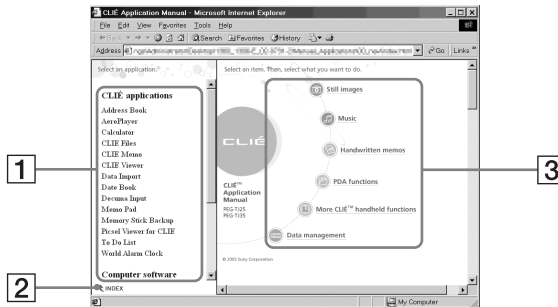 CLIÉ Application Manual - Microsoft Internet Explorer
File Edit View Favorites Tools Help
Back Search Favorites History
Address Go Links »
Select an application.
CLIÉ applications
Address Book
AeroPlayer
Calculator
CLIE Files
CLIE Memo
CLIE Viewer
Data Import
Date Book
Decuma Input
Memo Pad
Memory Stick Backup
Picsel Viewer for CLIE
To Do List
World Alarm Clock
Computer software
INDEX
Select an item. Then, select what you want to do.
Still images
Music
Handwritten memos
PDA functions
More CLIÉ™ handheld functions
Data management
CLIÉ
CLIÉ™
Application
Manual
PEG-TJ25
PEG-TJ35
© 2003 Sony Corporation
My Computer
1
2
3